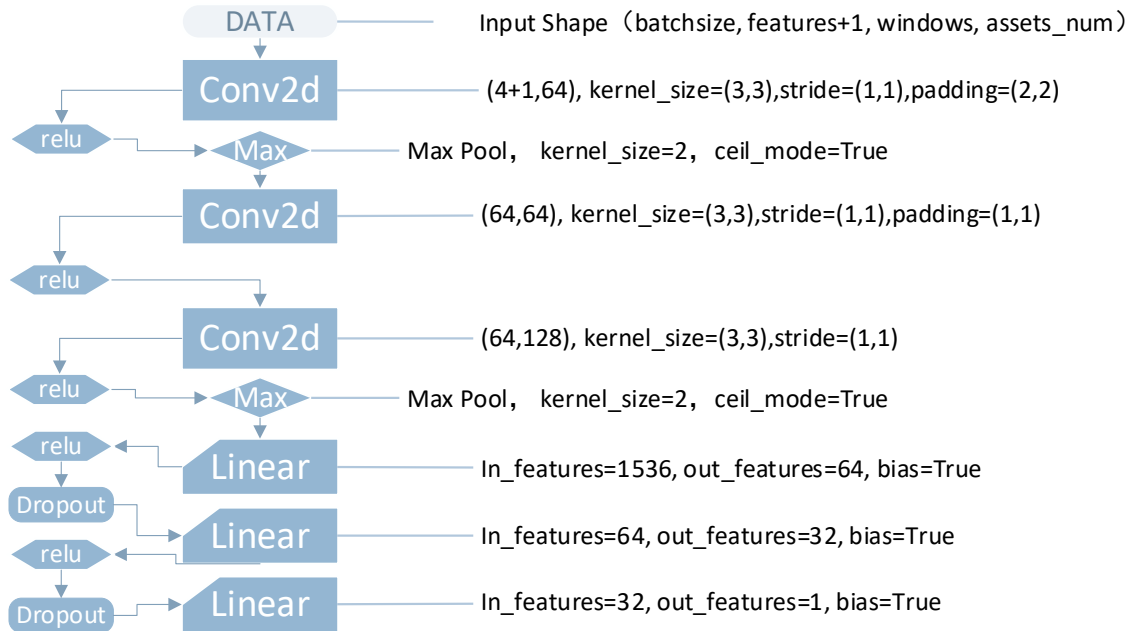 DATA
Input Shape（batchsize, features+1, windows, assets_num）
Conv2d
(4+1,64), kernel_size=(3,3),stride=(1,1),padding=(2,2)
relu
Max
Max Pool， kernel_size=2， ceil_mode=True
Conv2d
(64,64), kernel_size=(3,3),stride=(1,1),padding=(1,1)
relu
Conv2d
(64,128), kernel_size=(3,3),stride=(1,1)
relu
Max
Max Pool， kernel_size=2， ceil_mode=True
relu
Linear
In_features=1536, out_features=64, bias=True
Dropout
Linear
In_features=64, out_features=32, bias=True
relu
Dropout
Linear
In_features=32, out_features=1, bias=True